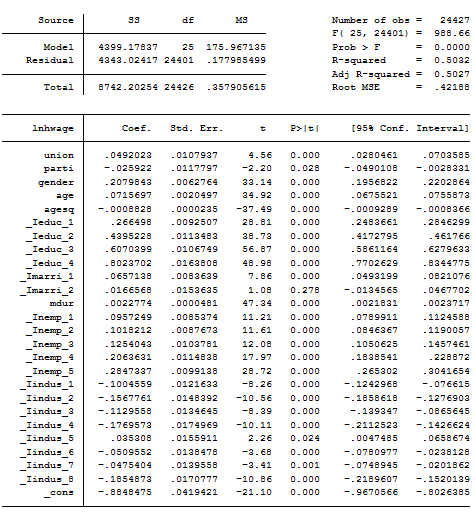 Source SS df MS Number of obs = 24427
F( 25, 24401) = 988.66
Model 4399.17837 25 175.967135 Prob > F = 0.0000
Residual 4343.02417 24401 .177985499 R-squared = 0.5032
Adj R-squared = 0.5027
Total 8742.20254 24426 .357905615 Root MSE = .42188
lnhwage Coef. Std. Err. t P>|t| [95% Conf. Interval]
union .0492023 .0107937 4.56 0.000 .0280461 .0703585
parti -.025922 .0117797 -2.20 0.028 -.0490108 -.0028331
gender .2079843 .0062764 33.14 0.000 .1956822 .2202864
age .0715697 .0020497 34.92 0.000 .0675521 .0755873
agesq -.0008828 .0000235 -37.49 0.000 -.0009289 -.0008366
_Ieduc_1 .266498 .0092507 28.81 0.000 .2483661 .2846299
_Ieduc_2 .4395228 .0113483 38.73 0.000 .4172795 .461766
_Ieduc_3 .6070399 .0106749 56.87 0.000 .5861164 .6279633
_Ieduc_4 .8023702 .0163808 48.98 0.000 .7702629 .8344775
_Imarri_1 .0657138 .0083639 7.86 0.000 .0493199 .0821076
_Imarri_2 .0166568 .0153635 1.08 0.278 -.0134565 .0467702
mdur .0022774 .0000481 47.34 0.000 .0021831 .0023717
_Inemp_1 .0957249 .0085374 11.21 0.000 .0789911 .1124588
_Inemp_2 .1018212 .0087673 11.61 0.000 .0846367 .1190057
_Inemp_3 .1254043 .0103781 12.08 0.000 .1050625 .1457461
_Inemp_4 .2063631 .0114838 17.97 0.000 .1838541 .228872
_Inemp_5 .2847337 .0099138 28.72 0.000 .265302 .3041654
_Iindus_1 -.1004559 .0121633 -8.26 0.000 -.1242968 -.076615
_Iindus_2 -.1567761 .0148392 -10.56 0.000 -.1858618 -.1276903
_Iindus_3 -.1129558 .0134645 -8.39 0.000 -.139347 -.0865645
_Iindus_4 -.1769573 .0174969 -10.11 0.000 -.2112523 -.1426624
_Iindus_5 .035308 .0155911 2.26 0.024 .0047485 .0658674
_Iindus_6 -.0509552 .0138478 -3.68 0.000 -.0780977 -.0238128
_Iindus_7 -.0475404 .0139558 -3.41 0.001 -.0748945 -.0201862
_Iindus_8 -.1854873 .0170777 -10.86 0.000 -.2189607 -.1520139
_cons -.8848475 .0419421 -21.10 0.000 -.9670566 -.8026385